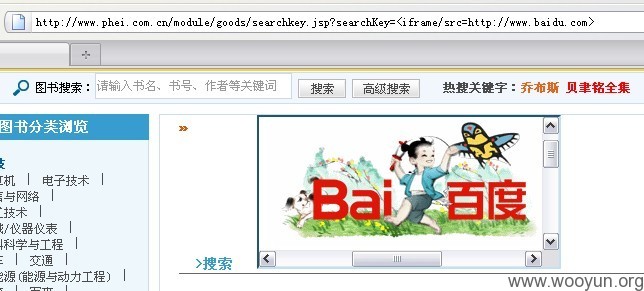 http://www.phei.com.cn/module/goods/searchkey.jsp?searchKey=<iframe/src=http://www.baidu.com>
图书搜索： 请输入书名、书号、作者等关键词 搜索 高级搜索 热搜关键字：乔布斯 贝聿铭全集
图书分类浏览
技
电子技术
信与网络
工技术
械/仪器仪表
科科学与工程
车 交通
能源(能源与动力工程)
Bai 百度
>搜索
www.wooyun.org